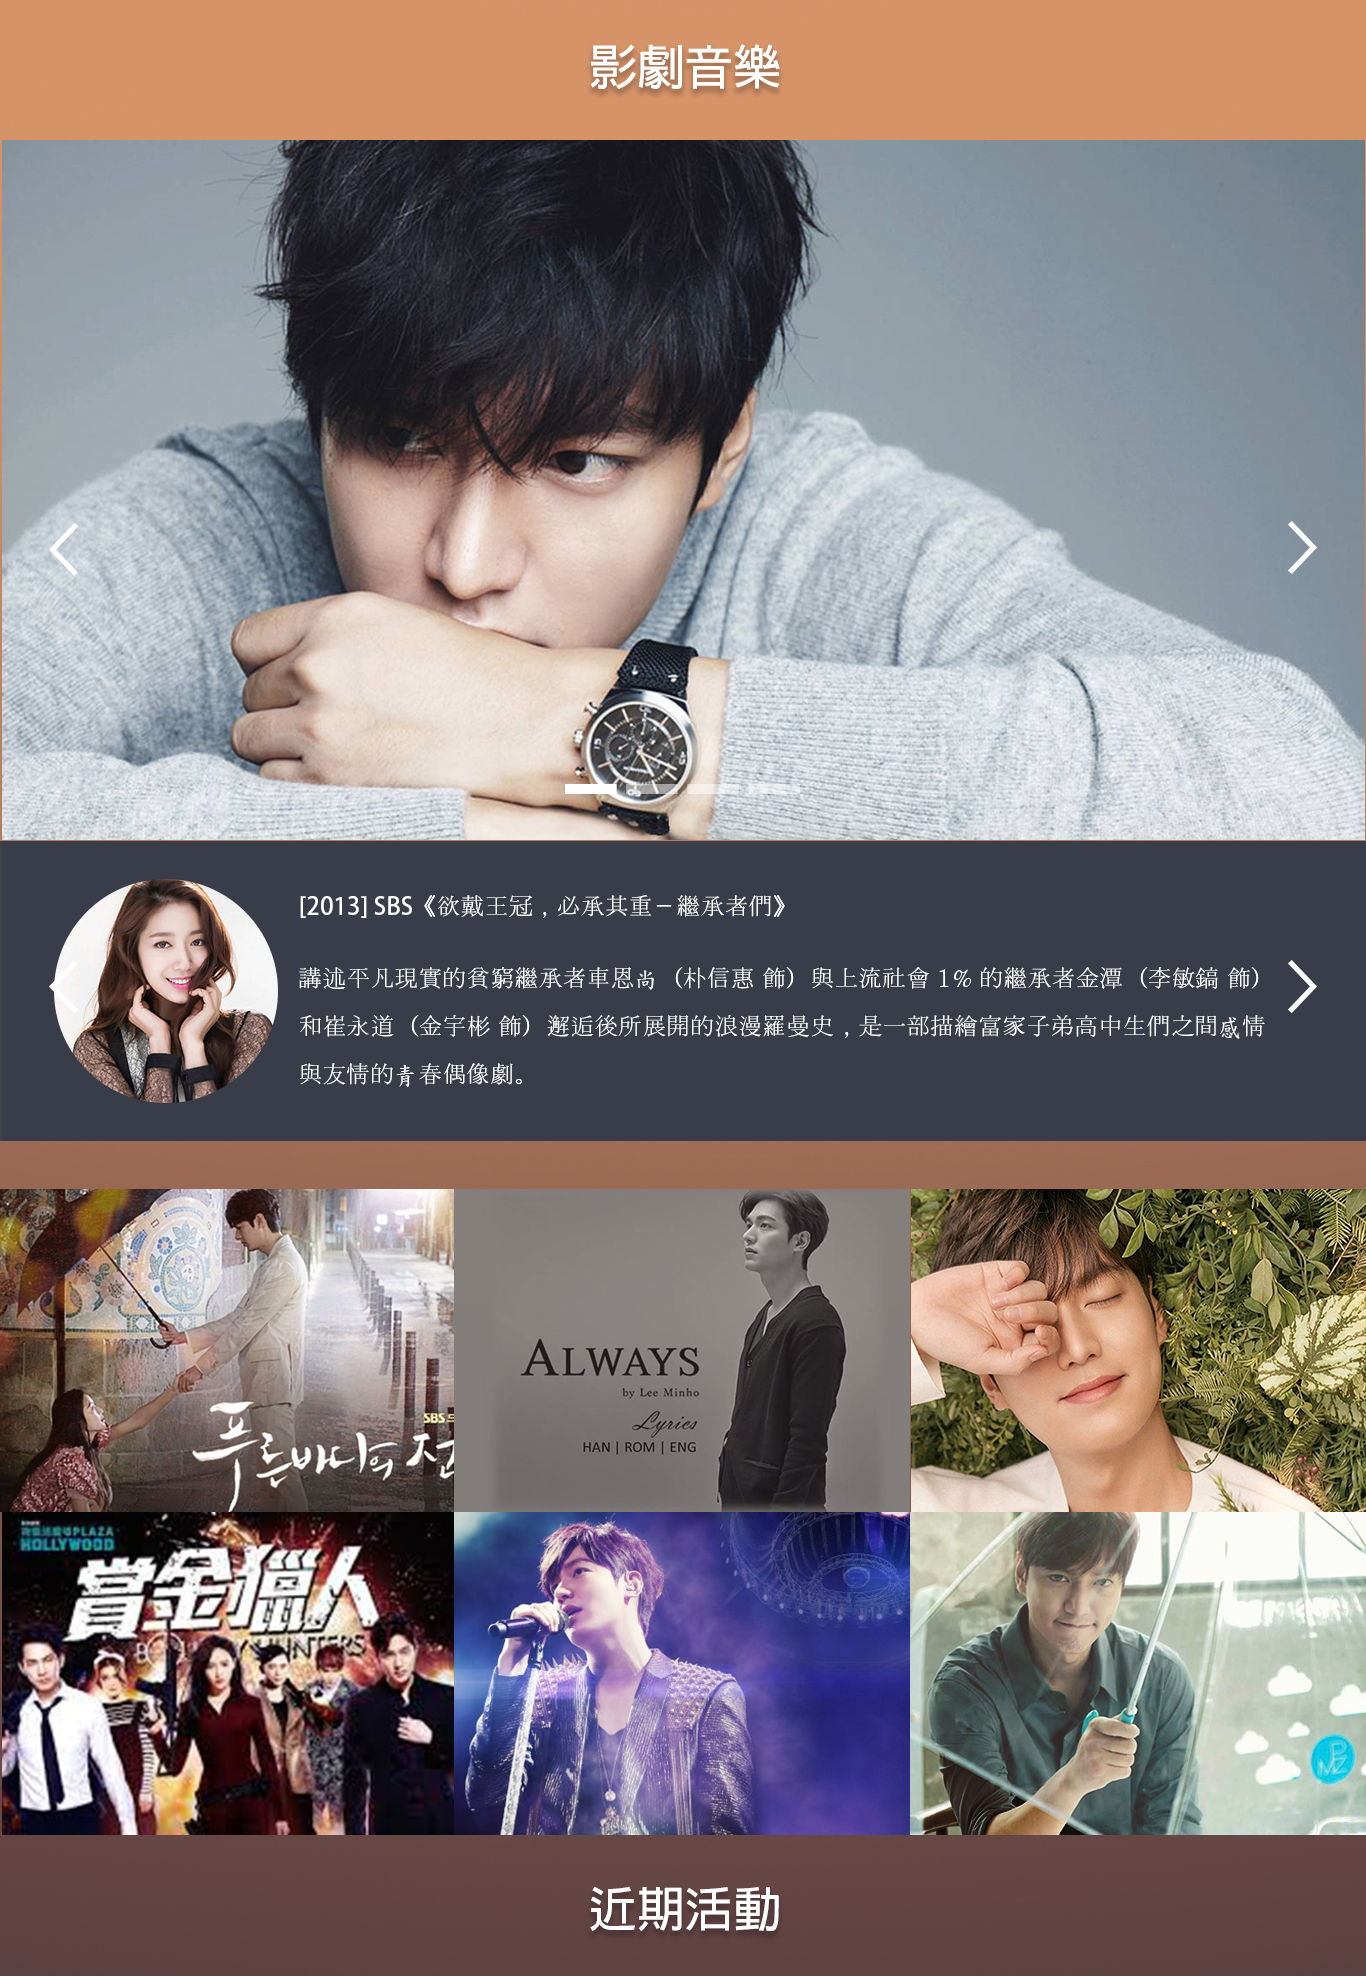 影劇音樂
[2013] SBS《欲戴王冠，必承其重－繼承者們》
講述平凡現實的貧窮繼承者車恩尚（朴信惠 飾）與上流社會 1% 的繼承者金潭（李敏鎬 飾）
和崔永道（金宇彬 飾）邂逅後所展開的浪漫羅曼史，是一部描繪富家子弟高中生們之間感情
與友情的青春偶像劇。
SBS 드
푸른 바다의 전
ALWAYS
by Lee Minho
Lyrics
HAN | ROM | ENG
PLAZA
HOLLYWOOD
賞金獵人
HUNTERS
近期活動